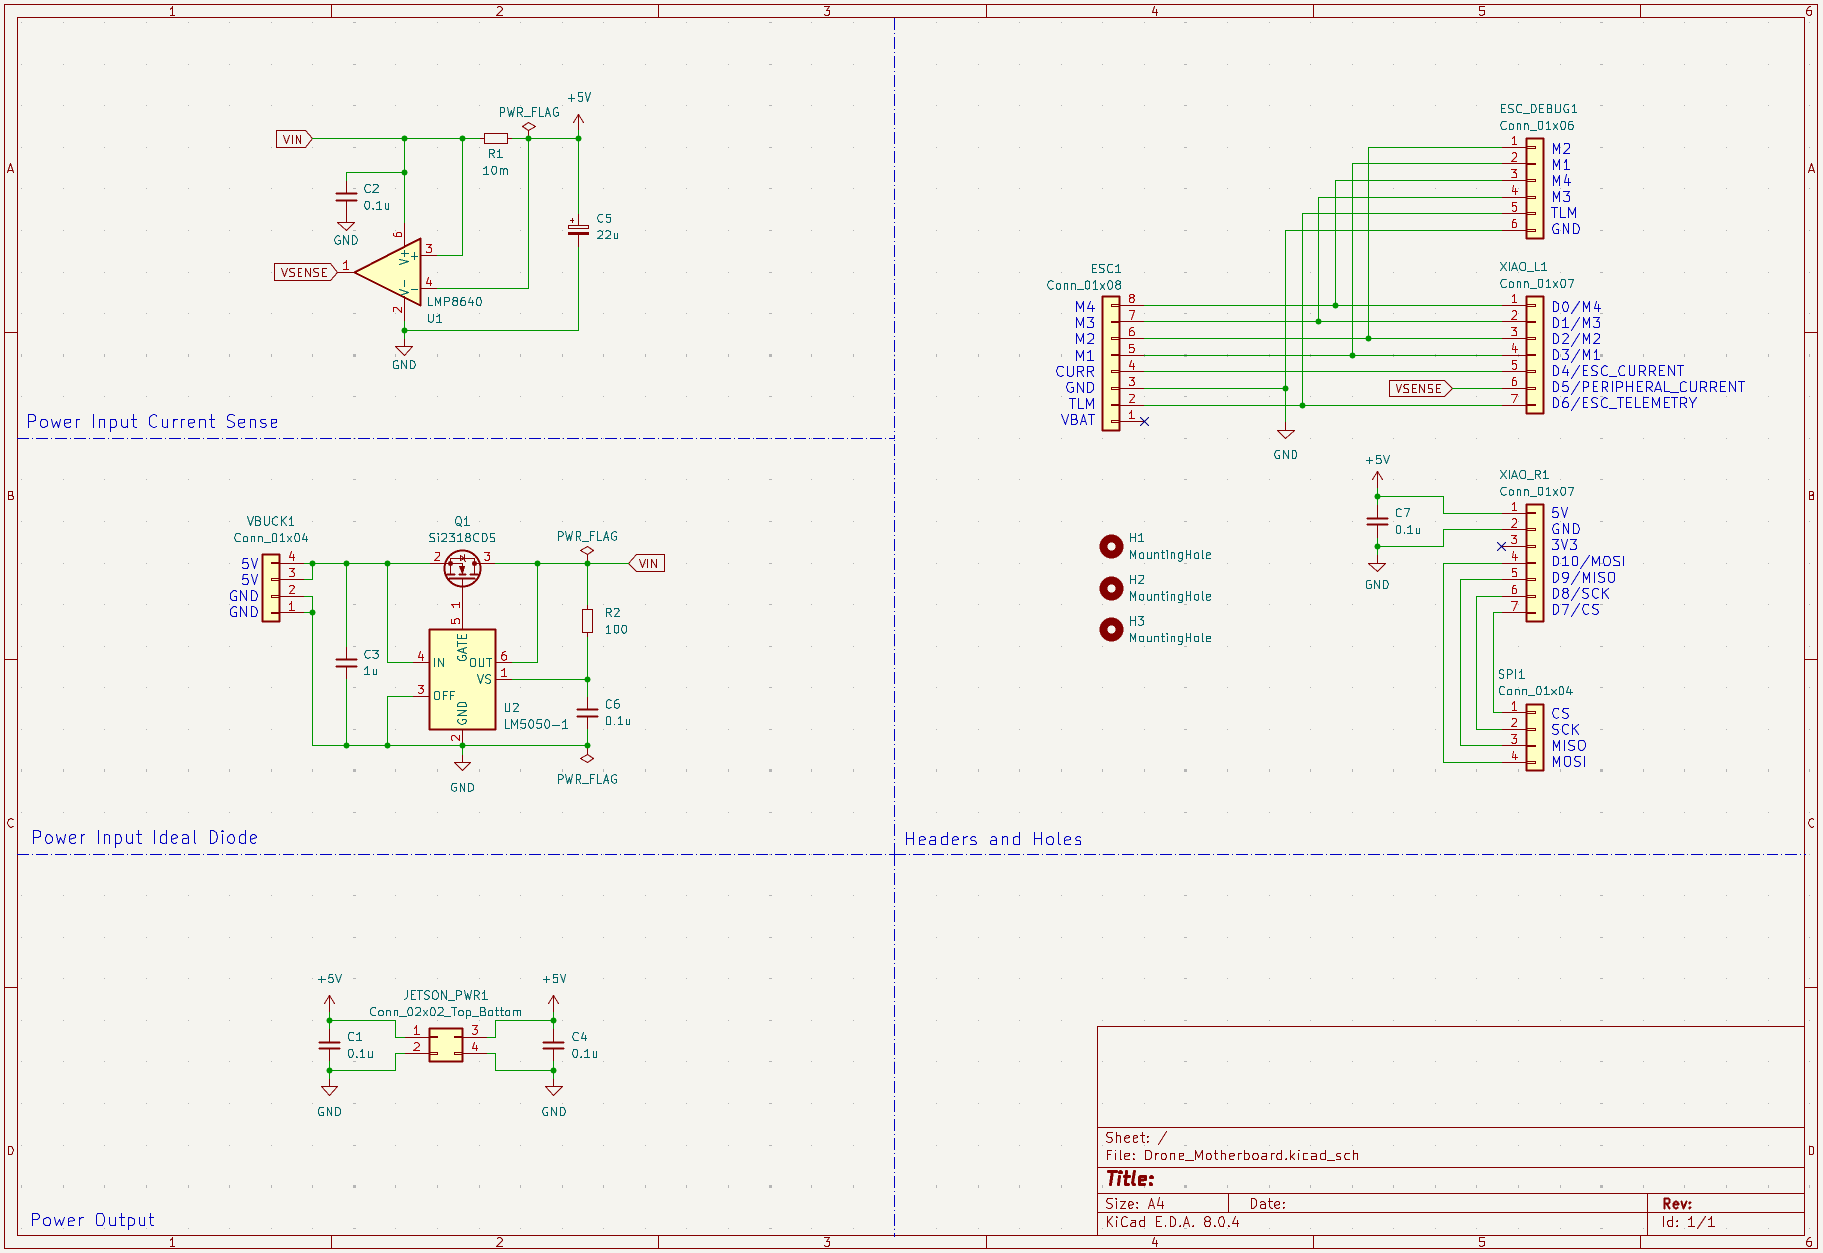 1 2 3 4 5 6
A
B
C
D
PWR_FLAG
+5V
VIN
R1
10m
C2
0.1u
GND
6
V+
3
+
4
-
V-
2
1
VSENSE
LMP8640
U1
C5
22u
GND
Power Input Current Sense
VBUCK1
Conn_01x04
5V 4
5V 3
GND 2
GND 1
Q1
Si2318CDS
2 3
1
PWR_FLAG
VIN
R2
100
C3
1u
5
GATE
4 IN
OUT 6
VS 1
3 OFF
GND
2
U2
LM5050-1
C6
0.1u
PWR_FLAG
GND
Power Input Ideal Diode
+5V
+5V
JETSON_PWR1
Conn_02x02_Top_Bottom
1 3
2 4
C1
0.1u
C4
0.1u
GND
GND
Power Output
ESC_DEBUG1
Conn_01x06
1 M2
2 M1
3 M4
4 M3
5 TLM
6 GND
ESC1
Conn_01x08
M4 8
M3 7
M2 6
M1 5
CURR 4
GND 3
TLM 2
VBAT 1
XIAO_L1
Conn_01x07
1 D0/M4
2 D1/M3
3 D2/M2
4 D3/M1
5 D4/ESC_CURRENT
VSENSE 6 D5/PERIPHERAL_CURRENT
7 D6/ESC_TELEMETRY
GND
+5V
C7
0.1u
GND
XIAO_R1
Conn_01x07
1 5V
2 GND
3 3V3
4 D10/MOSI
5 D9/MISO
6 D8/SCK
7 D7/CS
H1
MountingHole
H2
MountingHole
H3
MountingHole
SPI1
Conn_01x04
1 CS
2 SCK
3 MISO
4 MOSI
Headers and Holes
Sheet: /
File: Drone_Motherboard.kicad_sch
Title:
Size: A4 Date: Rev:
KiCad E.D.A. 8.0.4 Id: 1/1
A
B
C
D
1 2 3 4 5 6